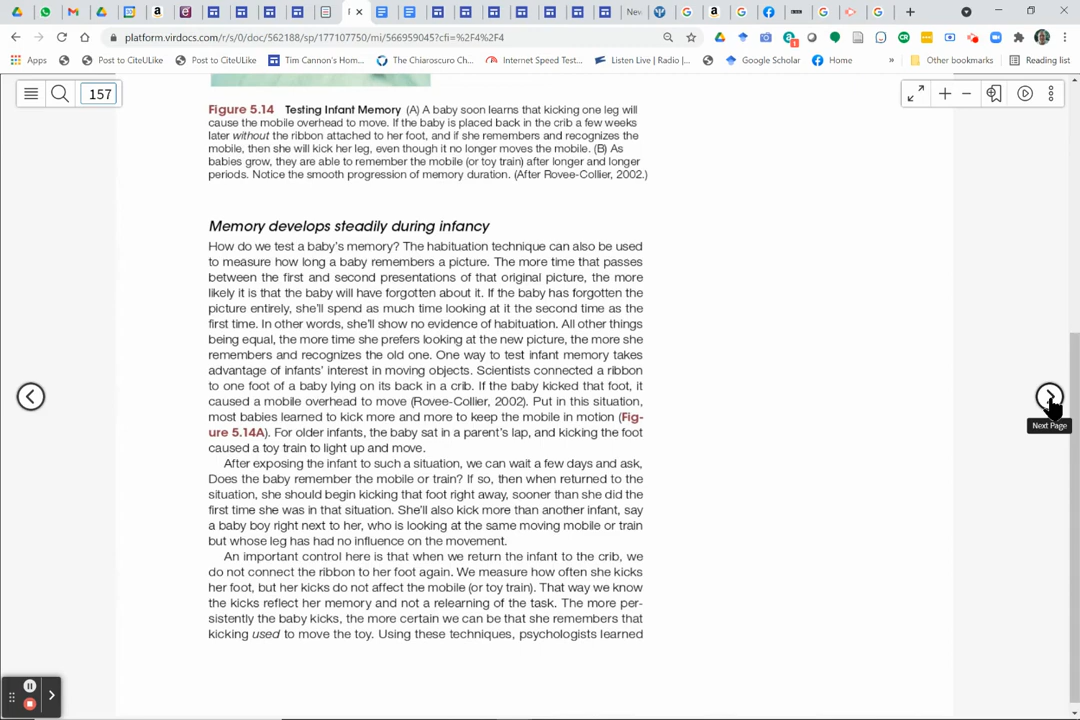 Nev
platform.virdocs.com/r/s/0/doc/562188/sp/177107750/mi/566959045?cfi=%2F4%2F4
Apps
Post to CiteULike
Post to CiteULike
Tim Cannon's Hom...
The Chiaroscuro Ch...
Internet Speed Test...
Listen Live | Radio |...
Google Scholar
Home
»
Other bookmarks
Reading list
157
Figure 5.14 Testing Infant Memory (A) A baby soon learns that kicking one leg will
cause the mobile overhead to move. If the baby is placed back in the crib a few weeks
later without the ribbon attached to her foot, and if she remembers and recognizes the
mobile, then she will kick her leg, even though it no longer moves the mobile. (B) As
babies grow, they are able to remember the mobile (or toy train) after longer and longer
periods. Notice the smooth progression of memory duration. (After Rovee-Collier, 2002.)
Memory develops steadily during infancy
How do we test a baby's memory? The habituation technique can also be used
to measure how long a baby remembers a picture. The more time that passes
between the first and second presentations of that original picture, the more
likely it is that the baby will have forgotten about it. If the baby has forgotten the
picture entirely, she'll spend as much time looking at it the second time as the
first time. In other words, she'll show no evidence of habituation. All other things
being equal, the more time she prefers looking at the new picture, the more she
remembers and recognizes the old one. One way to test infant memory takes
advantage of infants' interest in moving objects. Scientists connected a ribbon
to one foot of a baby lying on its back in a crib. If the baby kicked that foot, it
caused a mobile overhead to move (Rovee-Collier, 2002). Put in this situation,
most babies learned to kick more and more to keep the mobile in motion (Fig-
ure 5.14A). For older infants, the baby sat in a parent's lap, and kicking the foot
caused a toy train to light up and move.
After exposing the infant to such a situation, we can wait a few days and ask,
Does the baby remember the mobile or train? If so, then when returned to the
situation, she should begin kicking that foot right away, sooner than she did the
first time she was in that situation. She'll also kick more than another infant, say
a baby boy right next to her, who is looking at the same moving mobile or train
but whose leg has had no influence on the movement.
An important control here is that when we return the infant to the crib, we
do not connect the ribbon to her foot again. We measure how often she kicks
her foot, but her kicks do not affect the mobile (or toy train). That way we know
the kicks reflect her memory and not a relearning of the task. The more per-
sistently the baby kicks, the more certain we can be that she remembers that
kicking used to move the toy. Using these techniques, psychologists learned
Next Page